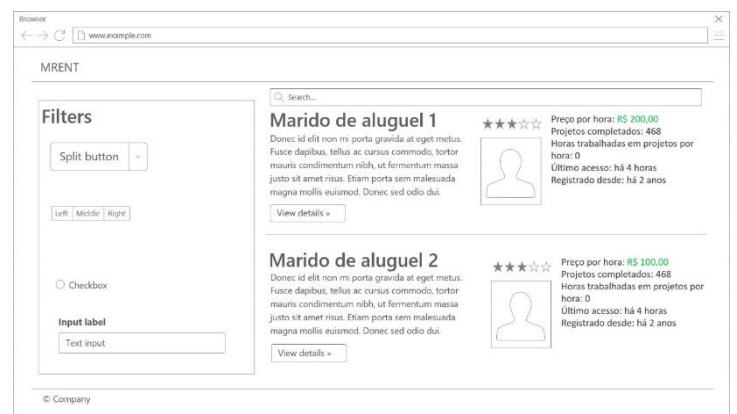 Browser
www.example.com
MRENT
Search...
Filters
Split button
Left Middle Right
Checkbox
Input label
Text input
Marido de aluguel 1
Donec id elit non mi porta gravida at eget metus.
Fusce dapibus, tellus ac cursus commodo, tortor
mauris condimentum nibh, ut fermentum massa
justo sit amet risus. Etiam porta sem malesuada
magna mollis euismod. Donec sed odio dui.
View details »
Preço por hora: R$ 200,00
Projetos completados: 468
Horas trabalhadas em projetos por
hora: 0
Último acesso: há 4 horas
Registrado desde: há 2 anos
Marido de aluguel 2
Donec id elit non mi porta gravida at eget metus.
Fusce dapibus, tellus ac cursus commodo, tortor
mauris condimentum nibh, ut fermentum massa
justo sit amet risus. Etiam porta sem malesuada
magna mollis euismod. Donec sed odio dui.
View details »
Preço por hora: R$ 100,00
Projetos completados: 468
Horas trabalhadas em projetos por
hora: 0
Último acesso: há 4 horas
Registrado desde: há 2 anos
© Company